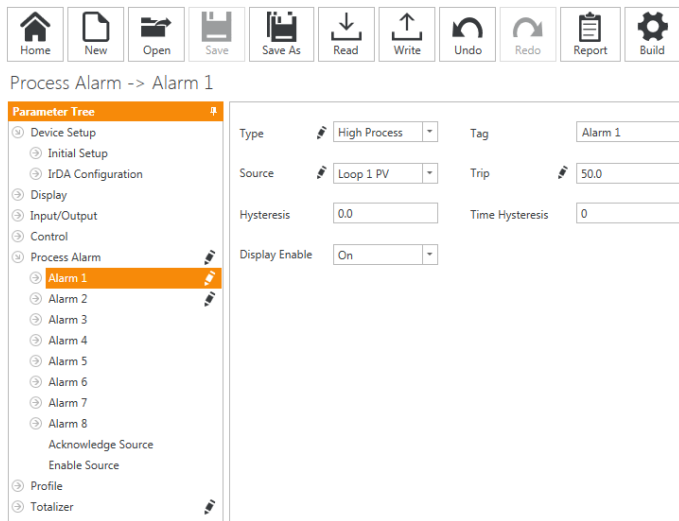 Home New Open Save Save As Read Write Undo Redo Report Build
Process Alarm -> Alarm 1
Parameter Tree
Device Setup
Initial Setup
IrDA Configuration
Display
Input/Output
Control
Process Alarm
Alarm 1
Alarm 2
Alarm 3
Alarm 4
Alarm 5
Alarm 6
Alarm 7
Alarm 8
Acknowledge Source
Enable Source
Profile
Totalizer
Type High Process Tag Alarm 1
Source Loop 1 PV Trip 50.0
Hysteresis 0.0 Time Hysteresis 0
Display Enable On